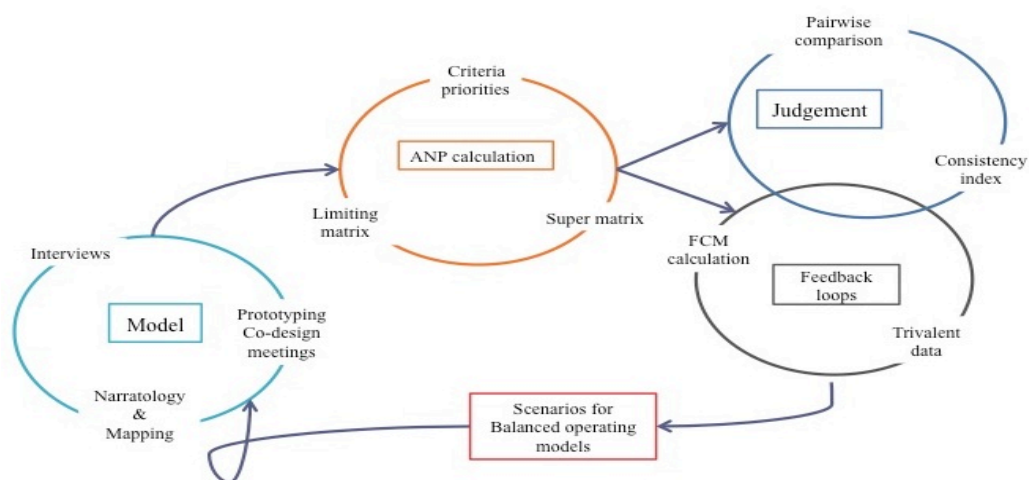 Pairwise
comparison
Judgement
Consistency
index
Criteria
priorities
ANP calculation
Limiting
matrix
Super matrix
FCM
calculation
Feedback
loops
Trivalent
data
Interviews
Model
Prototyping
Co-design
meetings
Narratology
&
Mapping
Scenarios for
Balanced operating
models